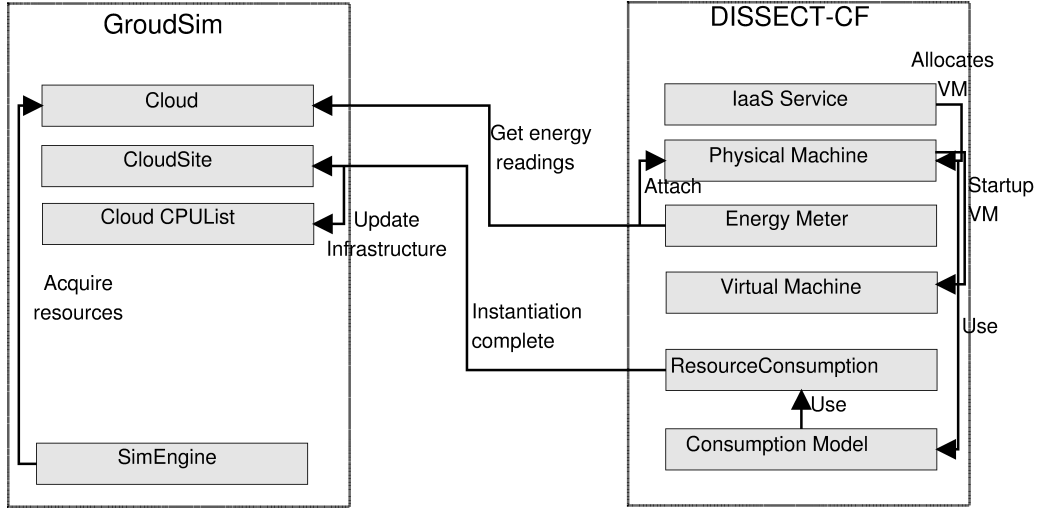 GroudSim
Cloud
CloudSite
Cloud CPUList
Acquire
resources
SimEngine
Get energy
readings
Update
Infrastructure
Instantiation
complete
DISSECT-CF
Allocates
VM
IaaS Service
Physical Machine
Attach
Startup
VM
Energy Meter
Virtual Machine
Use
ResourceConsumption
Use
Consumption Model